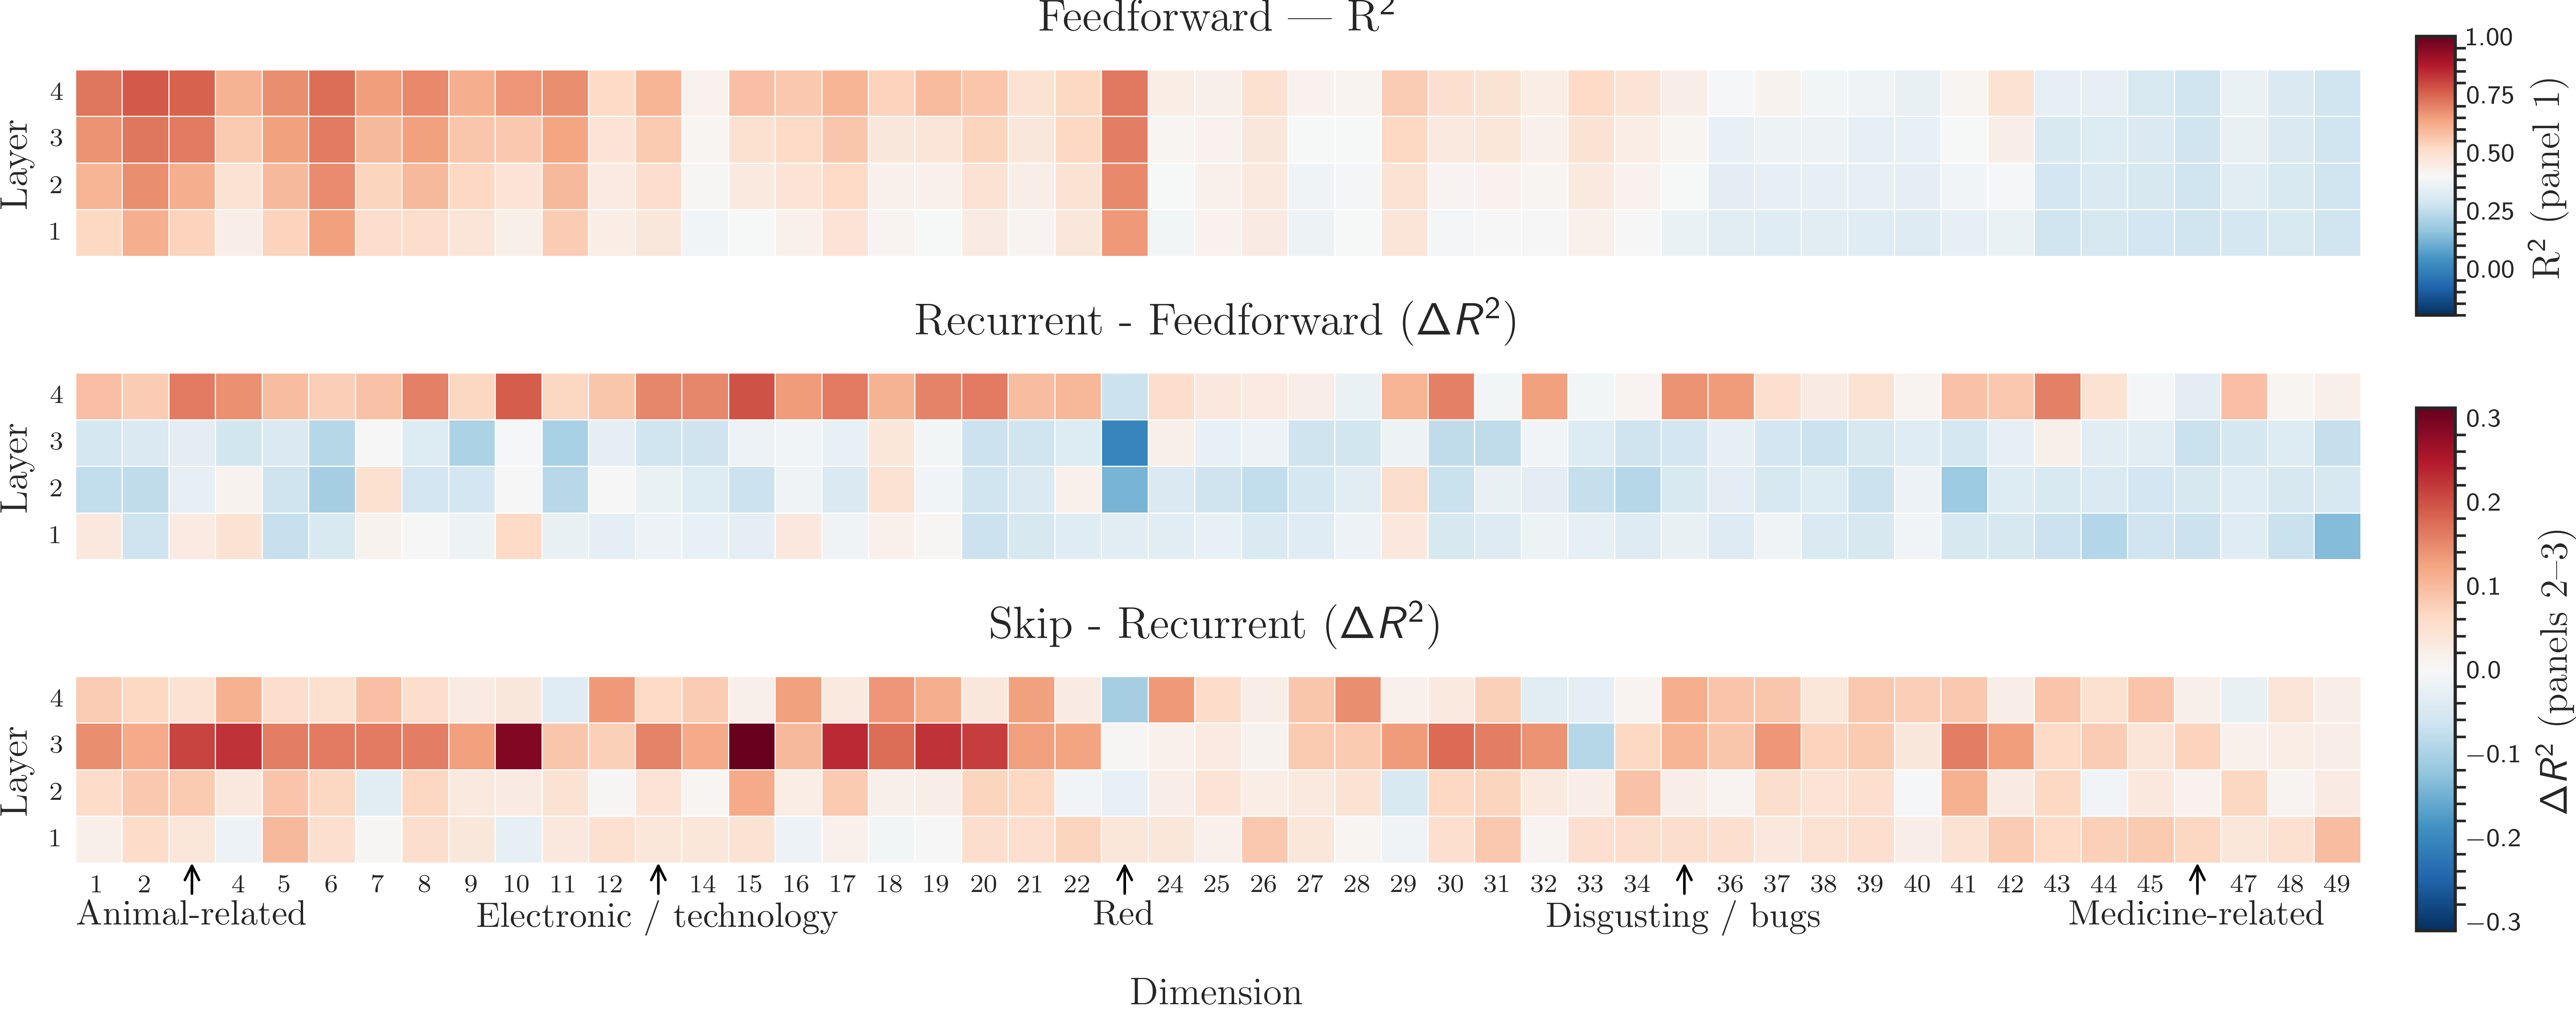 Feedforward — R²
Layer
4
3
2
1
1.00
0.75
0.50
0.25
0.00
R² (panel 1)
Recurrent - Feedforward (ΔR²)
Layer
4
3
2
1
Skip - Recurrent (ΔR²)
Layer
4
3
2
1
0.3
0.2
0.1
0.0
−0.1
−0.2
−0.3
ΔR² (panels 2–3)
1 2 ↑ 4 5 6 7 8 9 10 11 12 ↑ 14 15 16 17 18 19 20 21 22 ↑ 24 25 26 27 28 29 30 31 32 33 34 ↑ 36 37 38 39 40 41 42 43 44 45 ↑ 47 48 49
Animal-related Electronic / technology Red Disgusting / bugs Medicine-related
Dimension